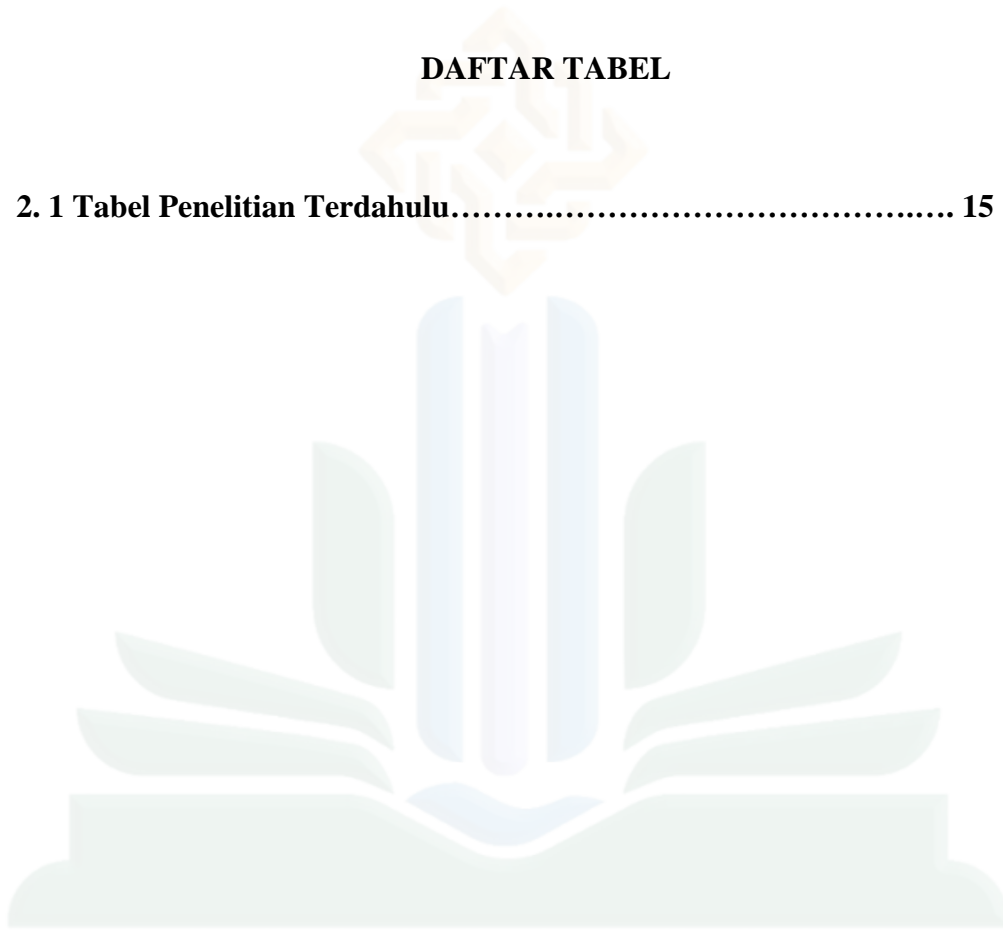 DAFTAR TABEL
2. 1 Tabel Penelitian Terdahulu……….…………………………….…. 15